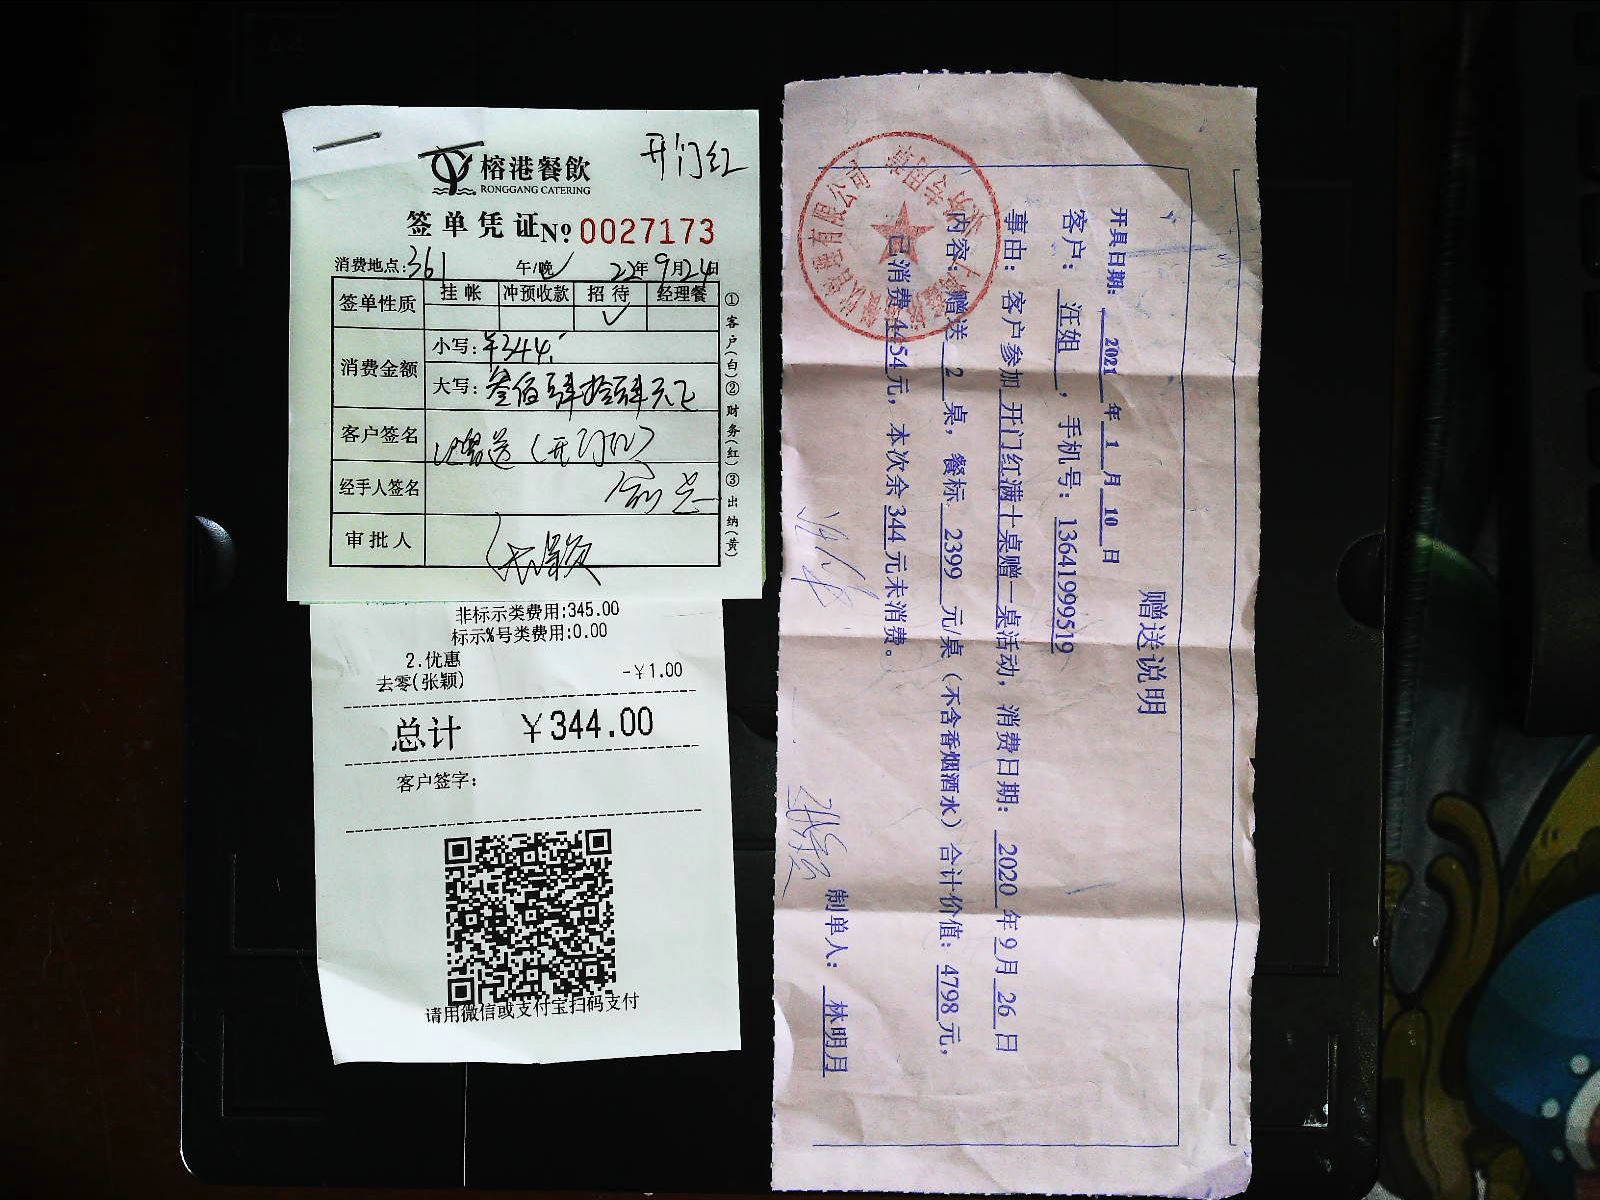 开门红
榕港餐飲
RONGGANG CATERING
签单凭证№ 0027173
消费地点:361 午/晚 22年9月24日
签单性质 挂帐 冲预收款 招待 经理餐
✓
消费金额 小写:¥344.
大写:叁佰肆拾肆元正
客户签名
经手人签名
审批人
①客户(白)②财务(红)③出纳(黄)
非标示类费用:345.00
标示%号类费用:0.00
2.优惠
去零(张颖) -¥1.00
总计 ¥344.00
客户签字:
请用微信或支付宝扫码支付
赠送说明
开具日期: 2021 年 1 月 10 日
客户: 汪姐 ,手机号:13641999519
事由: 客户参加 开门红满十桌赠一桌活动,消费日期: 2020 年 9 月 26 日
内容:赠送 2 桌,餐标 2399 元/桌(不含香烟酒水)合计价值:4798 元,
已消费 4454 元,本次余 344 元未消费。
制单人: 林明月
张颖